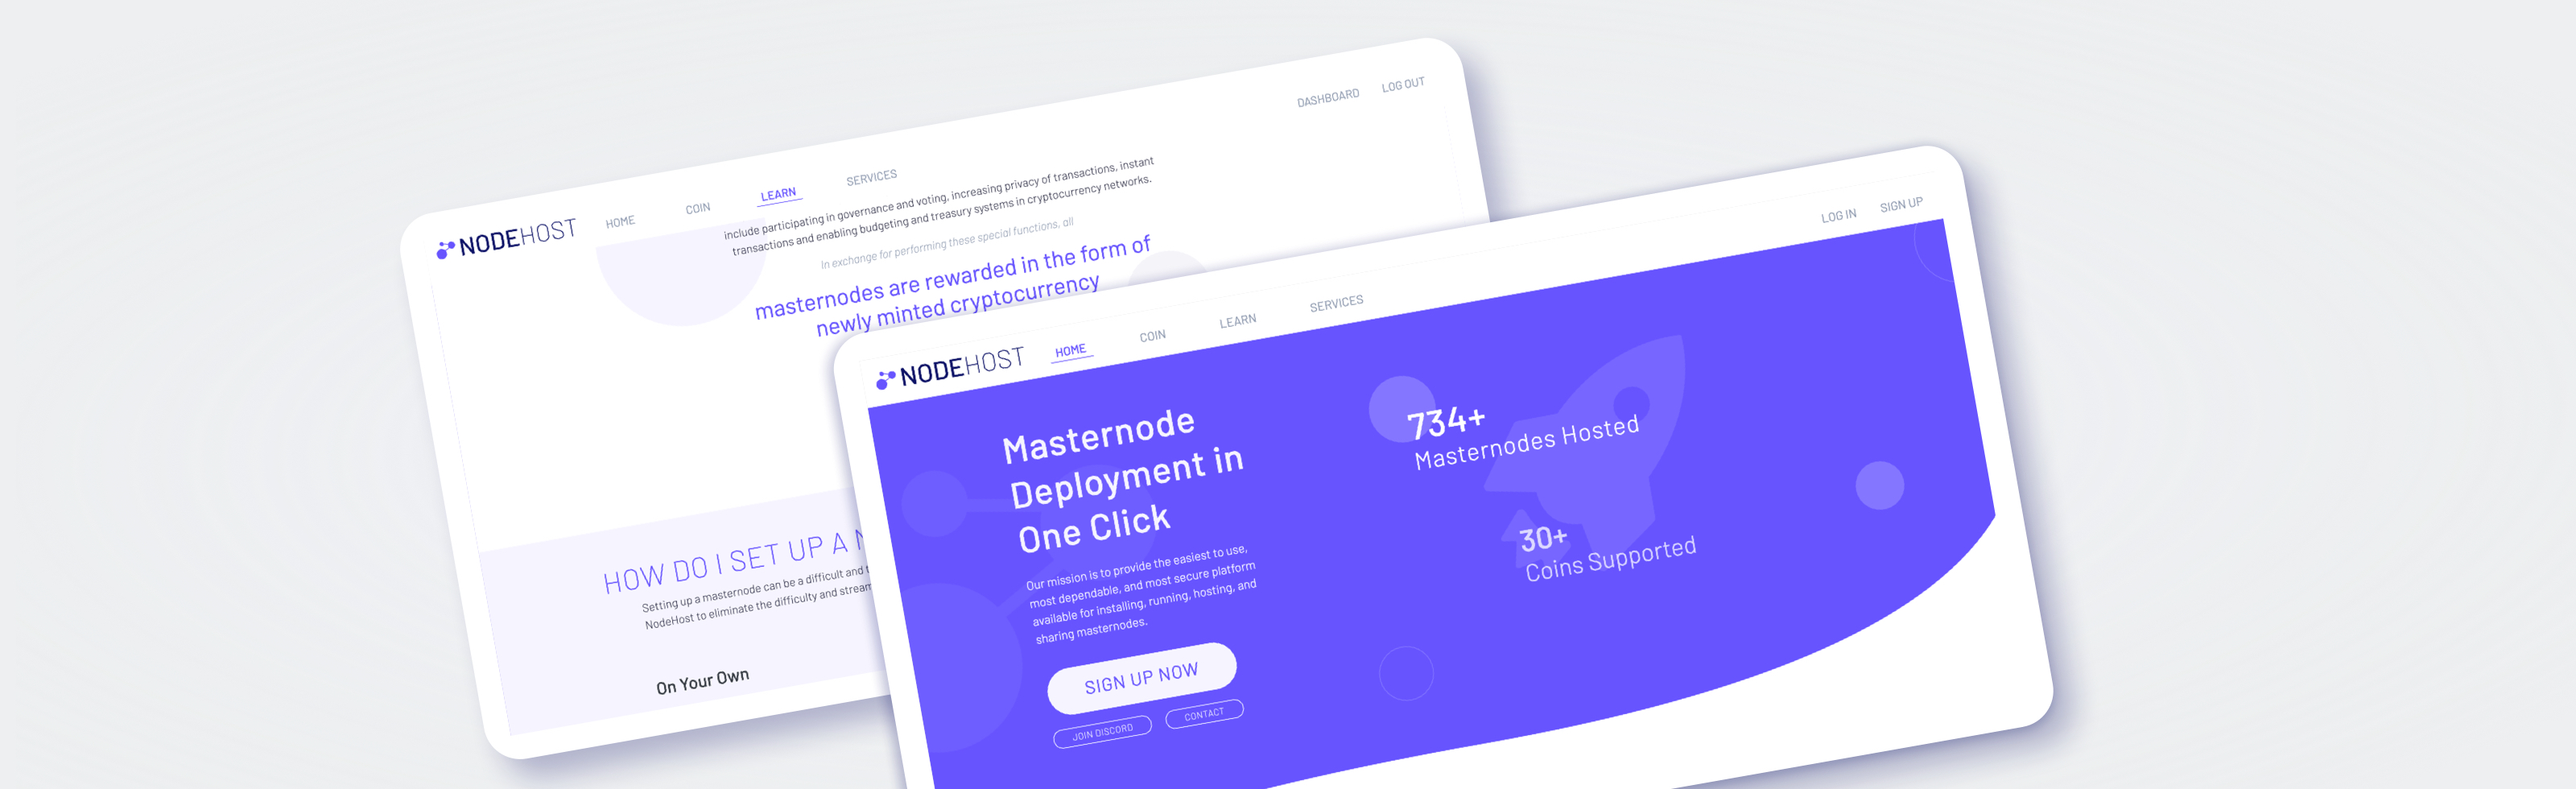 NODEHOST
HOME
COIN
LEARN
SERVICES
DASHBOARD
LOG OUT
include participating in governance and voting, increasing privacy of transactions, instant
transactions and enabling budgeting and treasury systems in cryptocurrency networks.
In exchange for performing these special functions, all
masternodes are rewarded in the form of
newly minted cryptocurrency
HOW DO I SET UP A
Setting up a masternode can be a difficult and
NodeHost to eliminate the difficulty and
On Your Own
NODEHOST
HOME
COIN
LEARN
SERVICES
LOG IN
SIGN UP
Masternode
Deployment in
One Click
Our mission is to provide the easiest to use,
most dependable, and most secure platform
available for installing, running, hosting, and
sharing masternodes.
SIGN UP NOW
JOIN DISCORD
CONTACT
734+
Masternodes Hosted
30+
Coins Supported